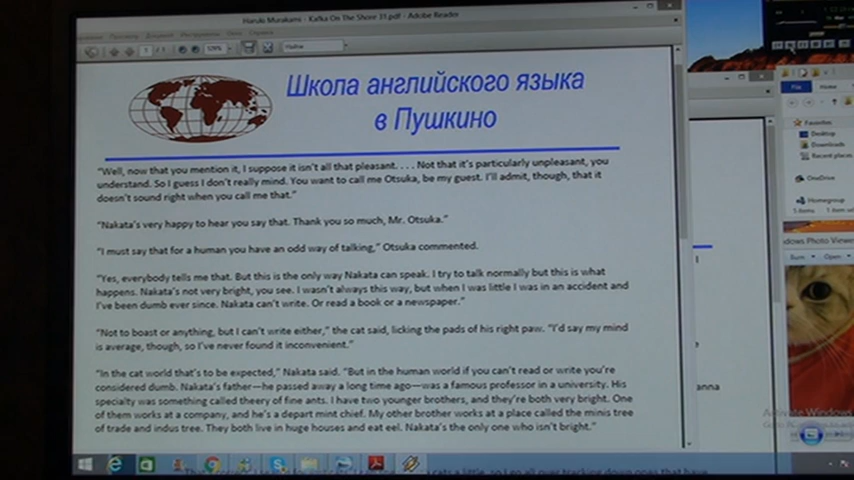 Haruki Murakami - Kafka On The Shore 31.pdf - Adobe Reader
Школа английского языка
в Пушкино
"Well, now that you mention it, I suppose it isn't all that pleasant. . . . Not that it's particularly unpleasant, you
understand. So I guess I don't really mind. You want to call me Otsuka, be my guest. I'll admit, though, that it
doesn't sound right when you call me that."
"Nakata's very happy to hear you say that. Thank you so much, Mr. Otsuka."
"I must say that for a human you have an odd way of talking," Otsuka commented.
"Yes, everybody tells me that. But this is the only way Nakata can speak. I try to talk normally but this is what
happens. Nakata's not very bright, you see. I wasn't always this way, but when I was little I was in an accident and
I've been dumb ever since. Nakata can't write. Or read a book or a newspaper."
"Not to boast or anything, but I can't write either," the cat said, licking the pads of his right paw. "I'd say my mind
is average, though, so I've never found it inconvenient."
"In the cat world that's to be expected," Nakata said. "But in the human world if you can't read or write you're
considered dumb. Nakata's father—he passed away a long time ago—was a famous professor in a university. His
specialty was something called theery of fine ants. I have two younger brothers, and they're both very bright. One
of them works at a company, and he's a depart mint chief. My other brother works at a place called the minis tree
of trade and indus tree. They both live in huge houses and eat eel. Nakata's the only one who isn't bright."
File
Home
Favorites
Desktop
Downloads
Recent places
OneDrive
Homegroup
5 items
dows Photo Viewer
Burn
Open
anna
Activate Windows